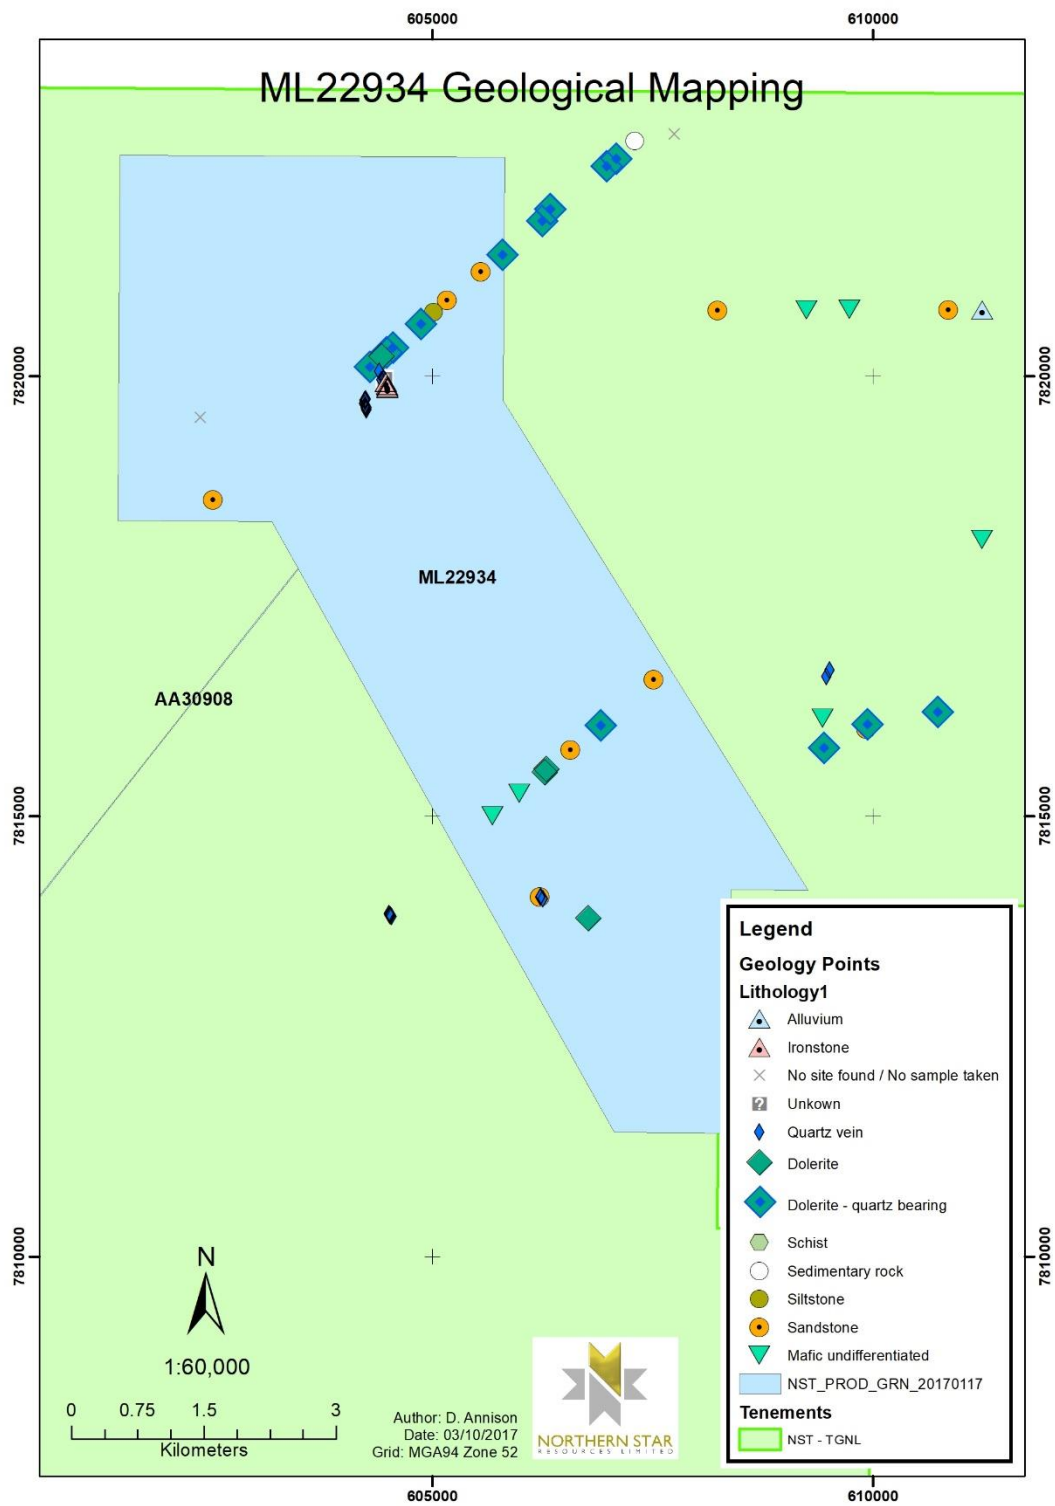 605000
610000
ML22934 Geological Mapping
7820000
7820000
ML22934
AA30908
7815000
7815000
Legend
Geology Points
Lithology1
Alluvium
Ironstone
No site found / No sample taken
?
Unkown
Quartz vein
Dolerite
Dolerite - quartz bearing
Schist
Sedimentary rock
Siltstone
Sandstone
Mafic undifferentiated
NST_PROD_GRN_20170117
Tenements
NST - TGNL
7810000
7810000
N
1:60,000
0 0.75 1.5 3
Kilometers
Author: D. Annison
Date: 03/10/2017
Grid: MGA94 Zone 52
NORTHERN STAR
RESOURCES LIMITED
605000
610000